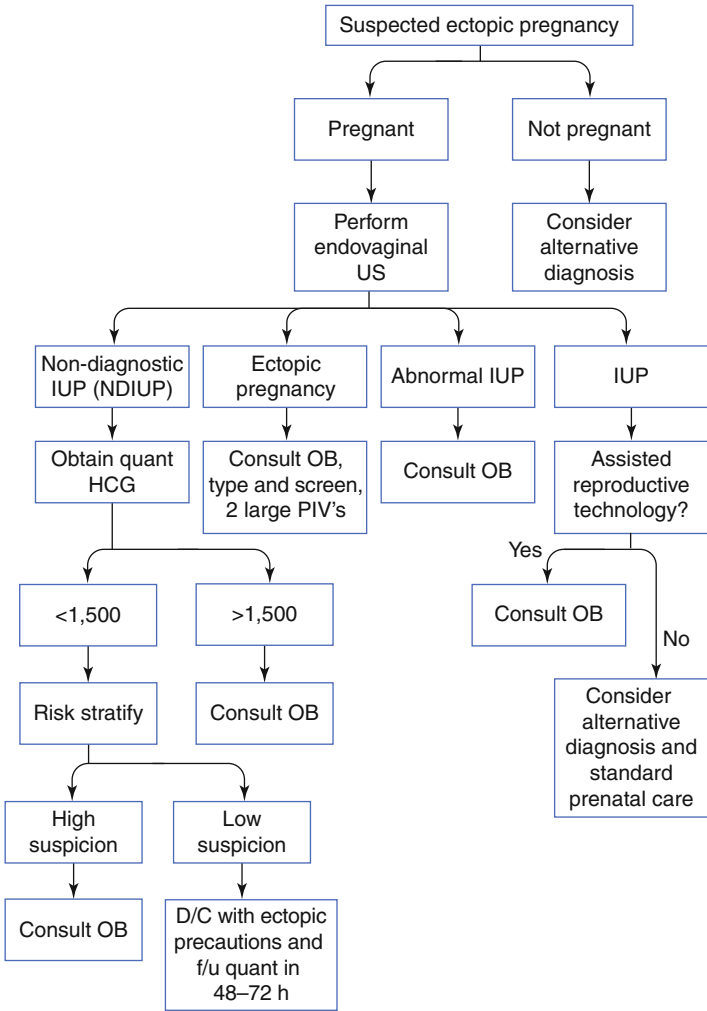 Suspected ectopic pregnancy
Pregnant
Not pregnant
Perform
endovaginal
US
Consider
alternative
diagnosis
Non-diagnostic
IUP (NDIUP)
Ectopic
pregnancy
Abnormal IUP
IUP
Obtain quant
HCG
Consult OB,
type and screen,
2 large PIV's
Consult OB
Assisted
reproductive
technology?
Yes
No
<1,500
>1,500
Consult OB
Risk stratify
Consult OB
Consider
alternative
diagnosis and
standard
prenatal care
High
suspicion
Low
suspicion
Consult OB
D/C with ectopic
precautions and
f/u quant in
48–72 h